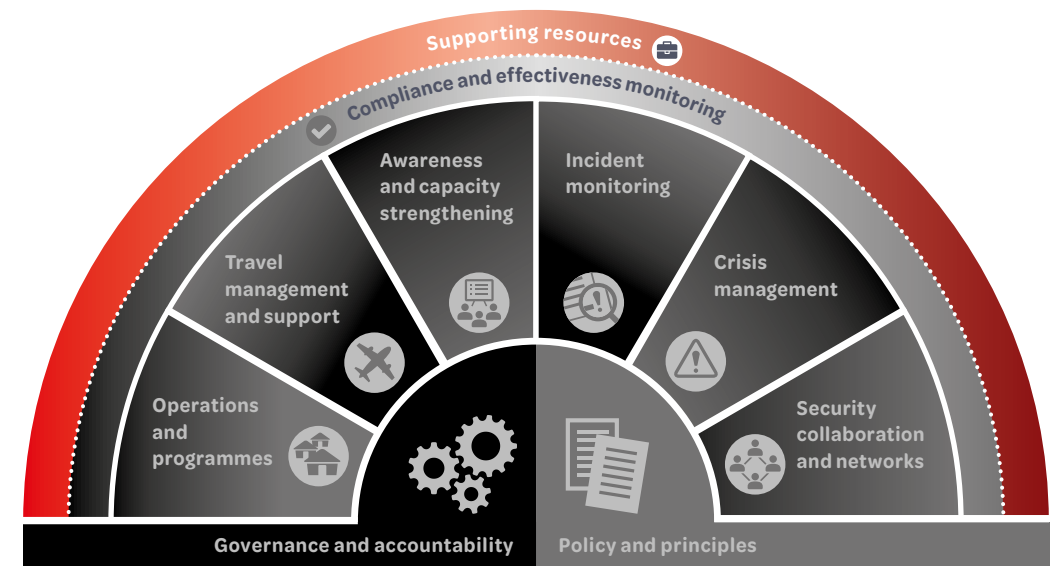 Supporting resources
Compliance and effectiveness monitoring
Awareness
and capacity
strengthening
Incident
monitoring
Travel
management
and support
Crisis
management
Operations
and
programmes
Security
collaboration
and networks
Governance and accountability
Policy and principles